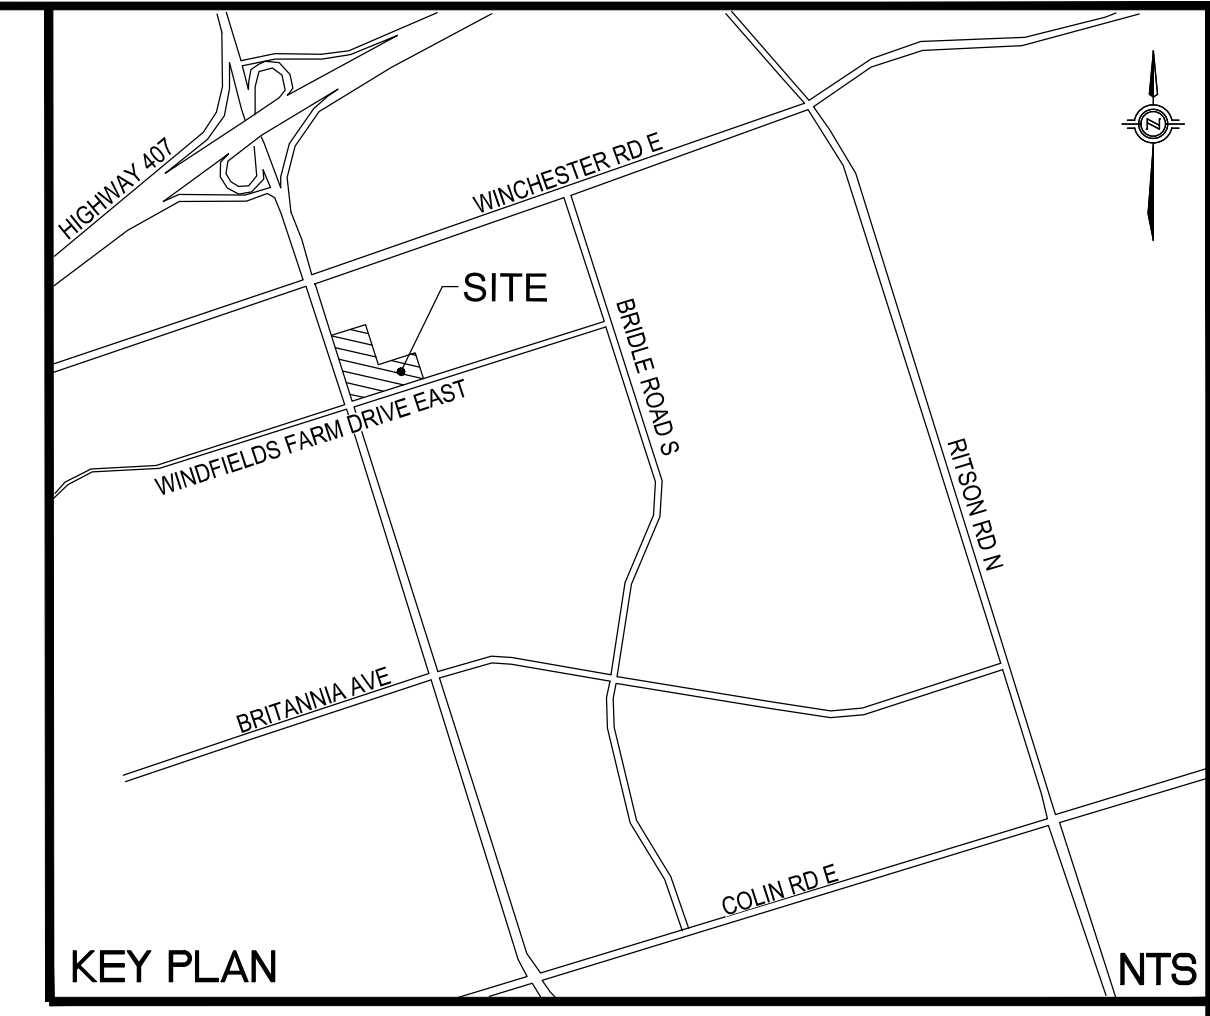 HIGHWAY 407
WINCHESTER RD E
N
SITE
BRIDLE ROAD S
WINDFIELDS FARM DRIVE EAST
RITSON RD N
BRITANNIA AVE
COLIN RD E
KEY PLAN
NTS